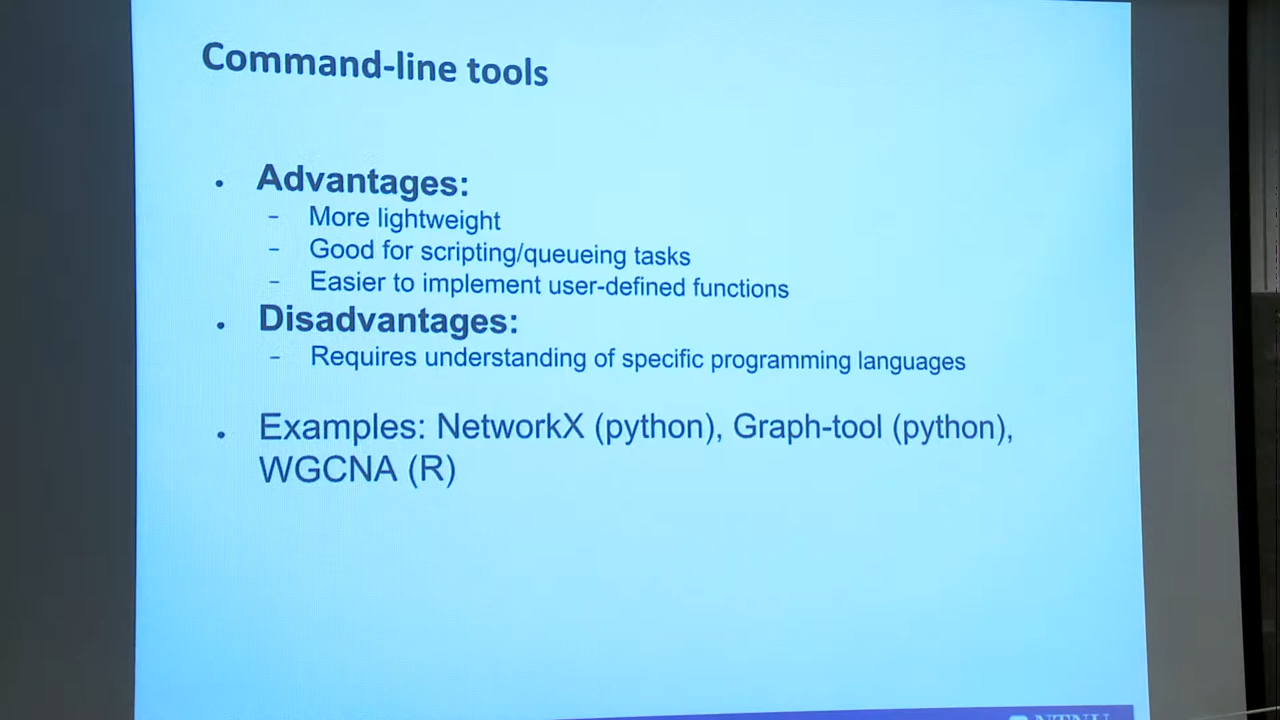 Command-line tools
• Advantages:
- More lightweight
- Good for scripting/queueing tasks
- Easier to implement user-defined functions
• Disadvantages:
- Requires understanding of specific programming languages
• Examples: NetworkX (python), Graph-tool (python),
WGCNA (R)
NTNU